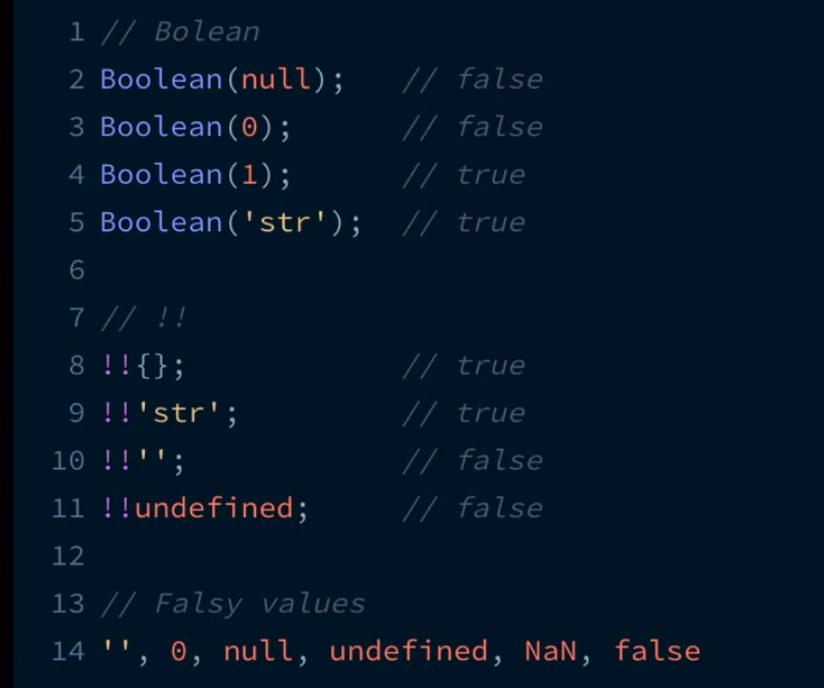 1 // Bolean
2 Boolean(null);   // false
3 Boolean(0);      // false
4 Boolean(1);      // true
5 Boolean('str');  // true
6
7 // !!
8 !!{};            // true
9 !!'str';         // true
10 !!'';            // false
11 !!undefined;     // false
12
13 // Falsy values
14 '', 0, null, undefined, NaN, false